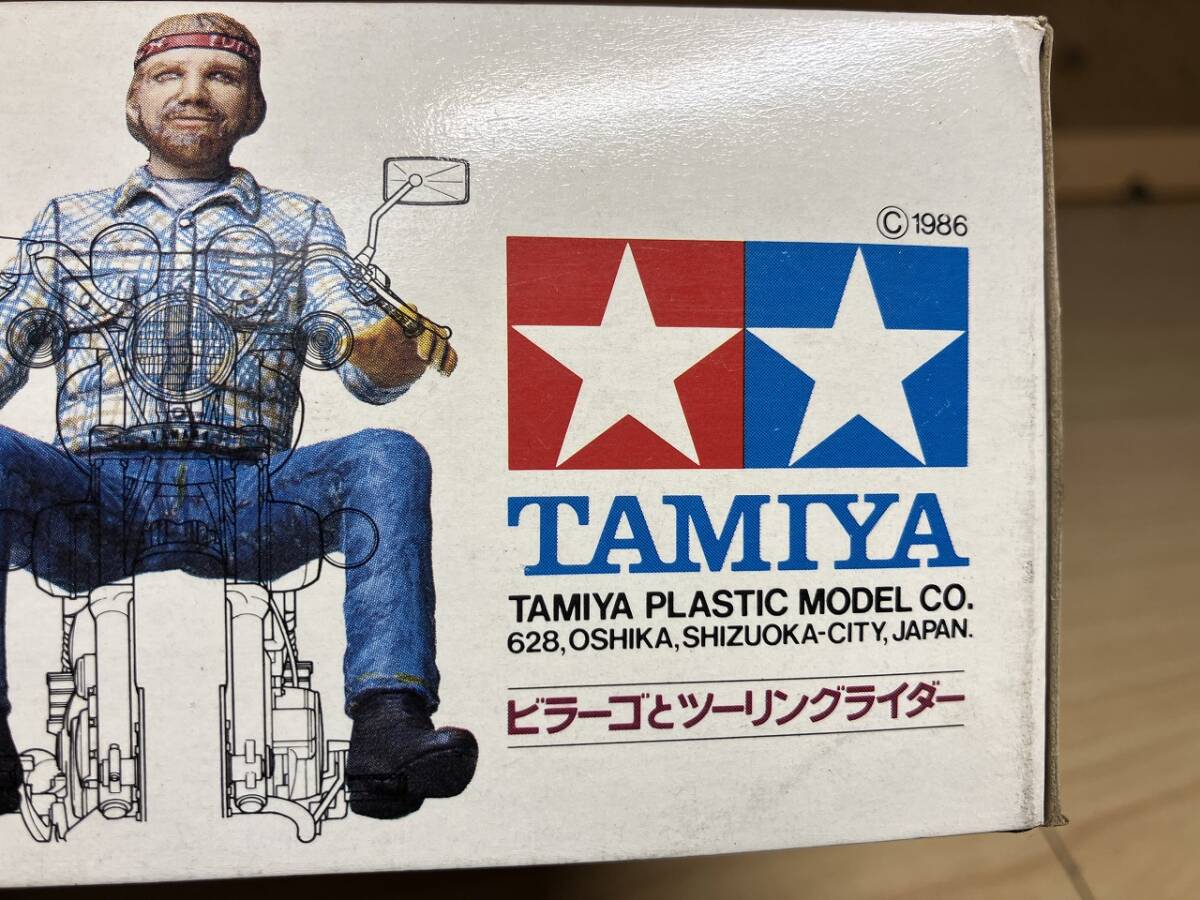 ©1986
TAMIYA
TAMIYA PLASTIC MODEL CO.
628, OSHIKA, SHIZUOKA-CITY, JAPAN.
ビラーゴとツーリングライダー